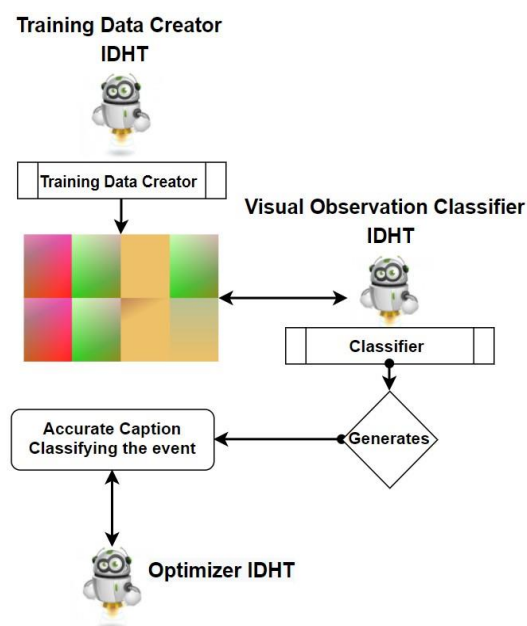 Training Data Creator
IDHT
Training Data Creator
Visual Observation Classifier
IDHT
Classifier
Generates
Accurate Caption
Classifying the event
Optimizer IDHT